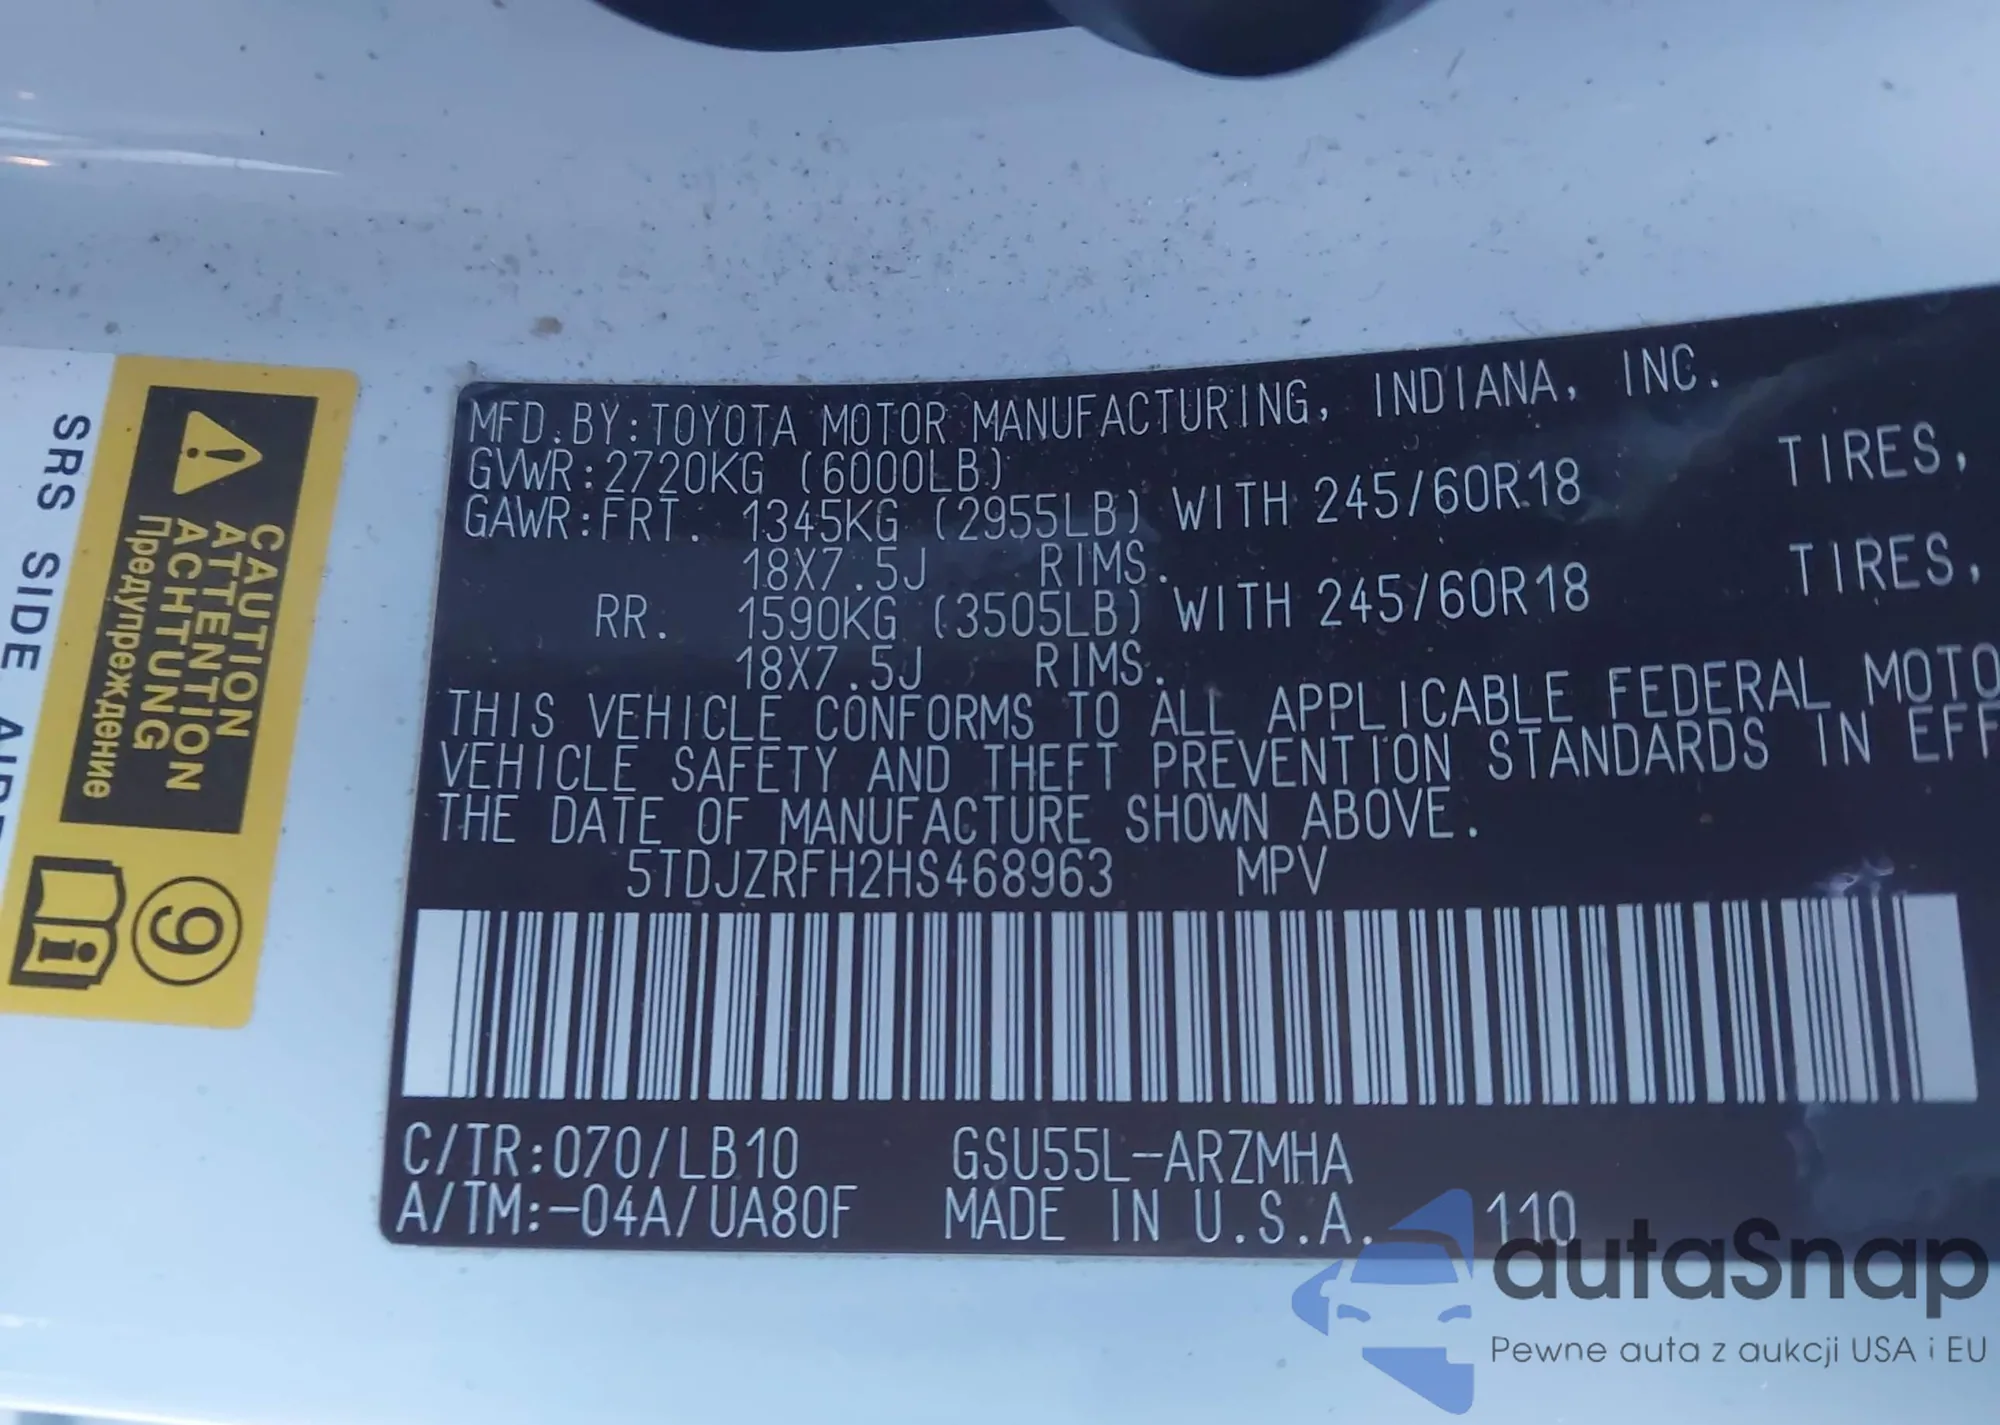 MFD.BY:TOYOTA MOTOR MANUFACTURING, INDIANA, INC.
GVWR:2720KG (6000LB)
GAWR:FRT. 1345KG (2955LB) WITH 245/60R18 TIRES,
18X7.5J RIMS.
RR. 1590KG (3505LB) WITH 245/60R18 TIRES,
18X7.5J RIMS.
THIS VEHICLE CONFORMS TO ALL APPLICABLE FEDERAL MOTO
VEHICLE SAFETY AND THEFT PREVENTION STANDARDS IN EFF
THE DATE OF MANUFACTURE SHOWN ABOVE.
5TDJZRFH2HS468963 MPV
C/TR:070/LB10 GSU55L-ARZMHA
A/TM:-04A/UA80F MADE IN U.S.A. 110
CAUTION
ATTENTION
ACHTUNG
Предупреждение
9
SRS SIDE AIR
autaSnap
Pewne auta z aukcji USA i EU